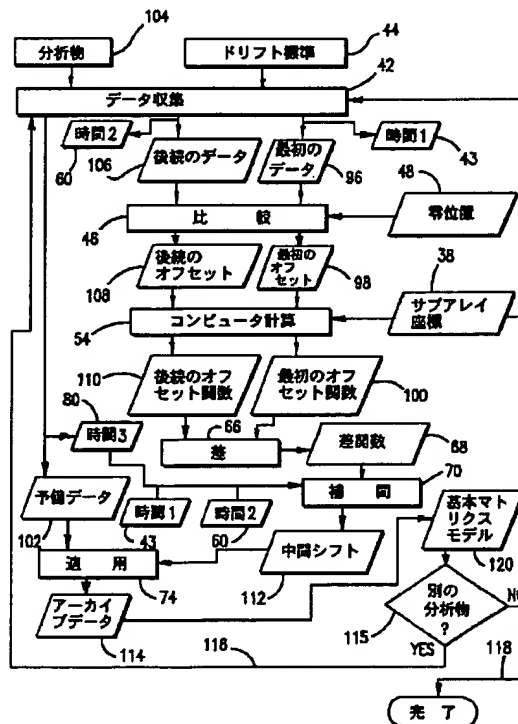 104
44
分析物
ドリフト標準
42
データ収集
時間2
時間1
60
106
後続のデータ
最初の
データ
96
43
48
46
比 較
零位置
後続の
オフセット
最初の
オフ
セット
108
98
38
54
コンピュータ計算
サブアレイ
座標
110
後続のオフ
セット関数
最初のオ
フセット関数
100
80
時間3
66
差
差関数
68
70
予備データ
時間1
時間2
補 間
基本マト
リクス
モデル
102
43
60
120
適 用
中間シフト
74
112
アーカイ
ブデータ
別の
分析物
?
NO
114
115
116
YES
118
完 了